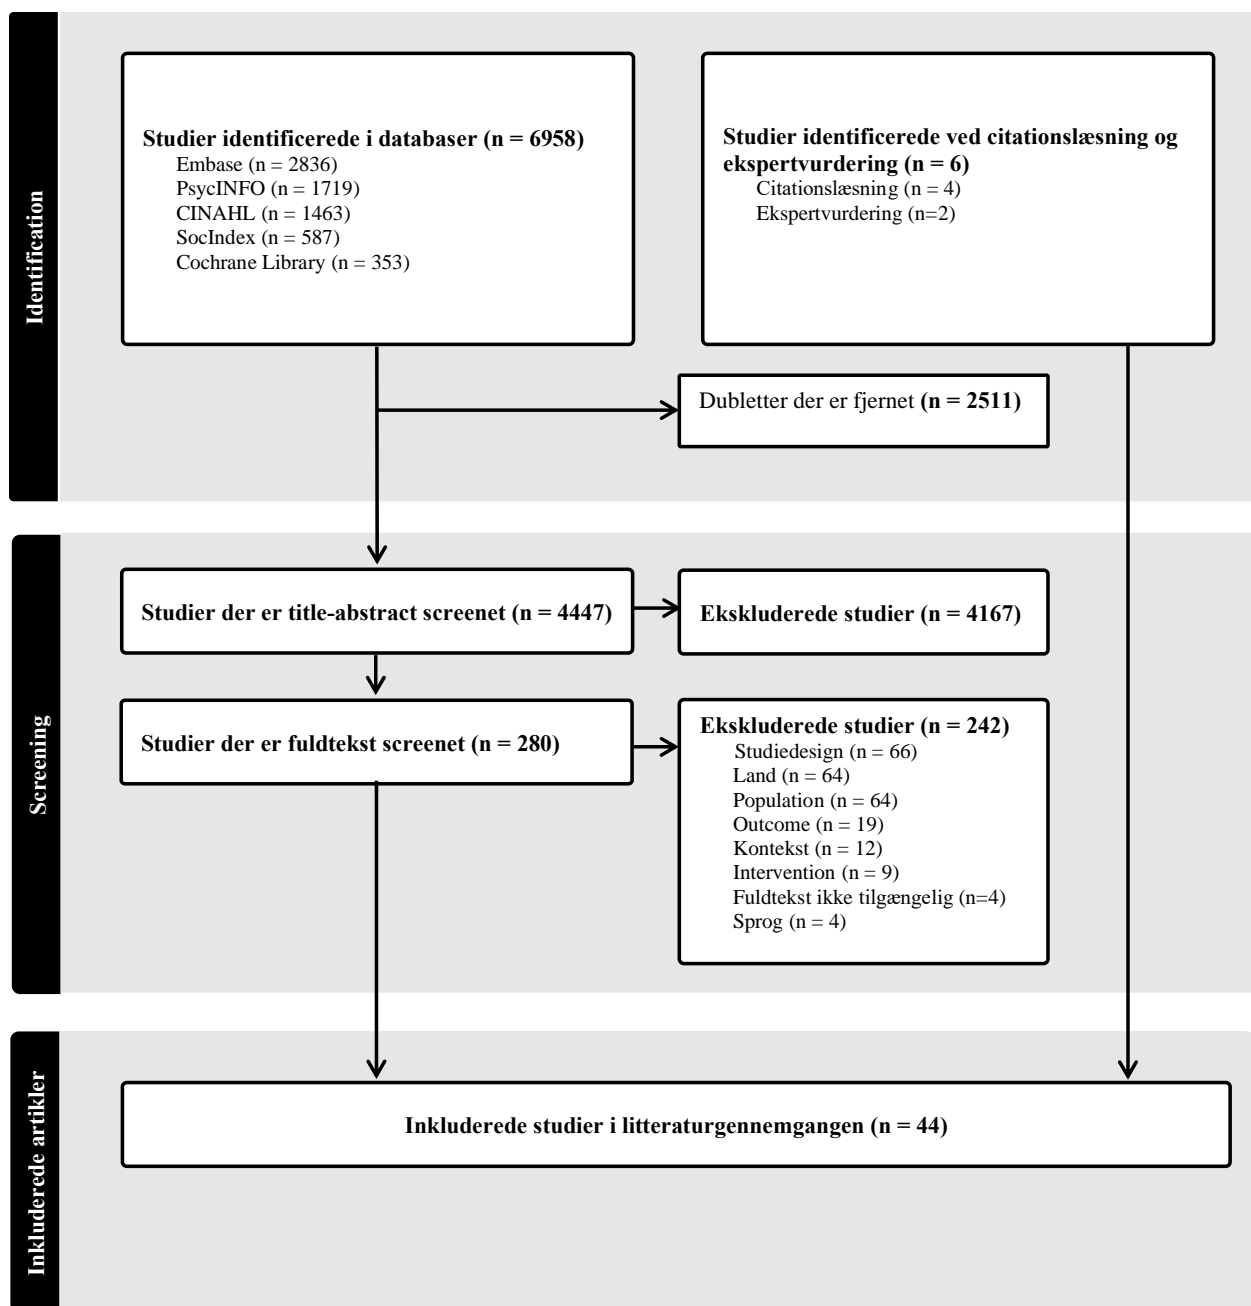 Identification
Studier identificerede i databaser (n = 6958)
Embase (n = 2836)
PsycINFO (n = 1719)
CINAHL (n = 1463)
SocIndex (n = 587)
Cochrane Library (n = 353)
Studier identificerede ved citationslæsning og
ekspertvurdering (n = 6)
Citationslæsning (n = 4)
Ekspertvurdering (n=2)
Dubletter der er fjernet (n = 2511)
Screening
Studier der er title-abstract screenet (n = 4447)
Ekskluderede studier (n = 4167)
Studier der er fuldtekst screenet (n = 280)
Ekskluderede studier (n = 242)
Studiedesign (n = 66)
Land (n = 64)
Population (n = 64)
Outcome (n = 19)
Kontekst (n = 12)
Intervention (n = 9)
Fuldtekst ikke tilgængelig (n=4)
Sprog (n = 4)
Inkluderede artikler
Inkluderede studier i litteraturgennemgangen (n = 44)